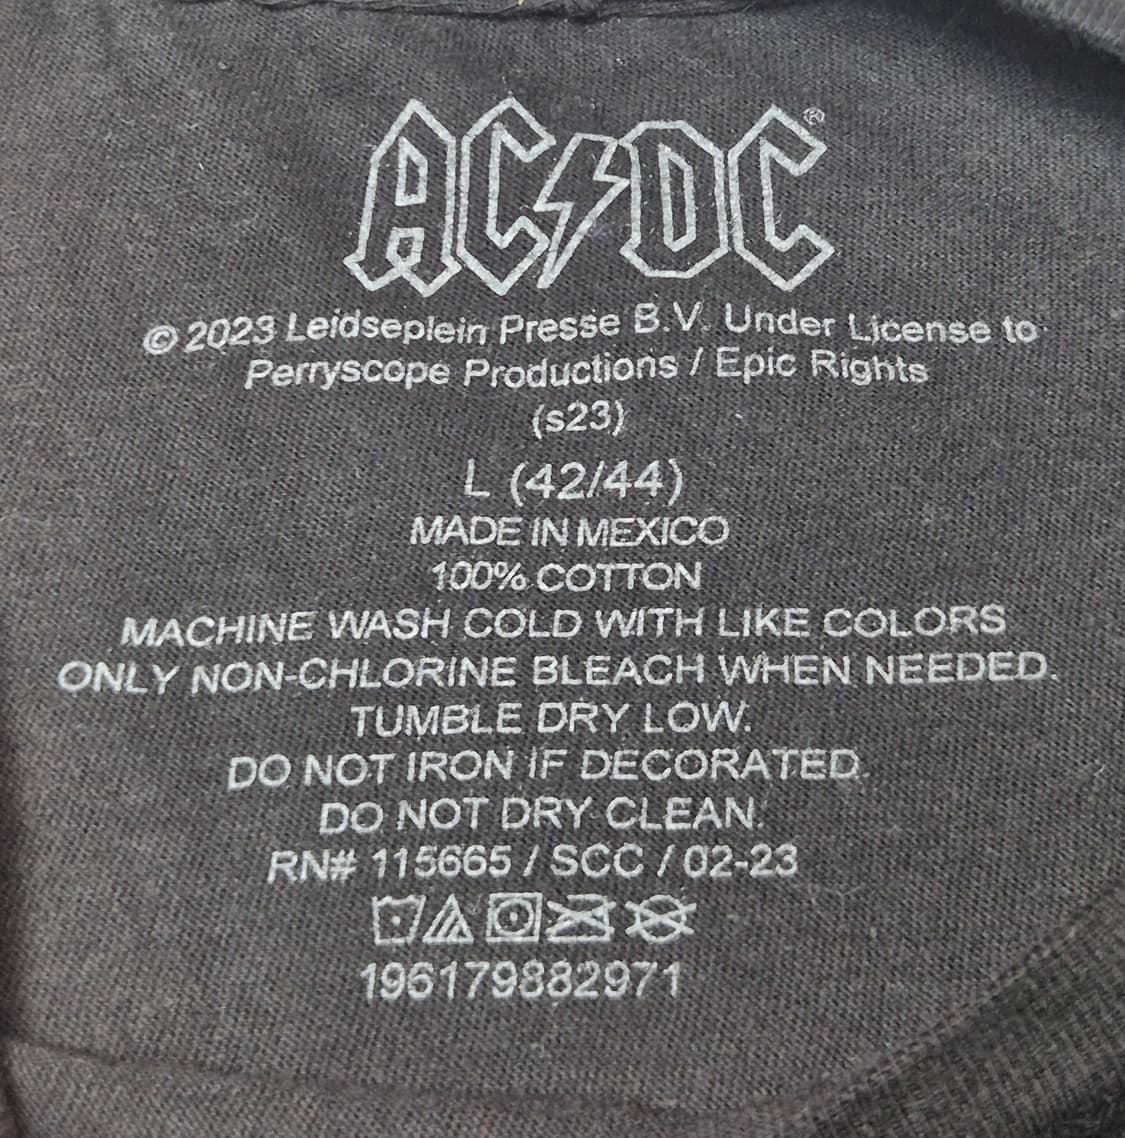 AC⚡DC®
© 2023 Leidseplein Presse B.V. Under License to
Perryscope Productions / Epic Rights
(s23)
L (42/44)
MADE IN MEXICO
100% COTTON
MACHINE WASH COLD WITH LIKE COLORS
ONLY NON-CHLORINE BLEACH WHEN NEEDED.
TUMBLE DRY LOW.
DO NOT IRON IF DECORATED.
DO NOT DRY CLEAN.
RN# 115665 / SCC / 02-23
196179882971